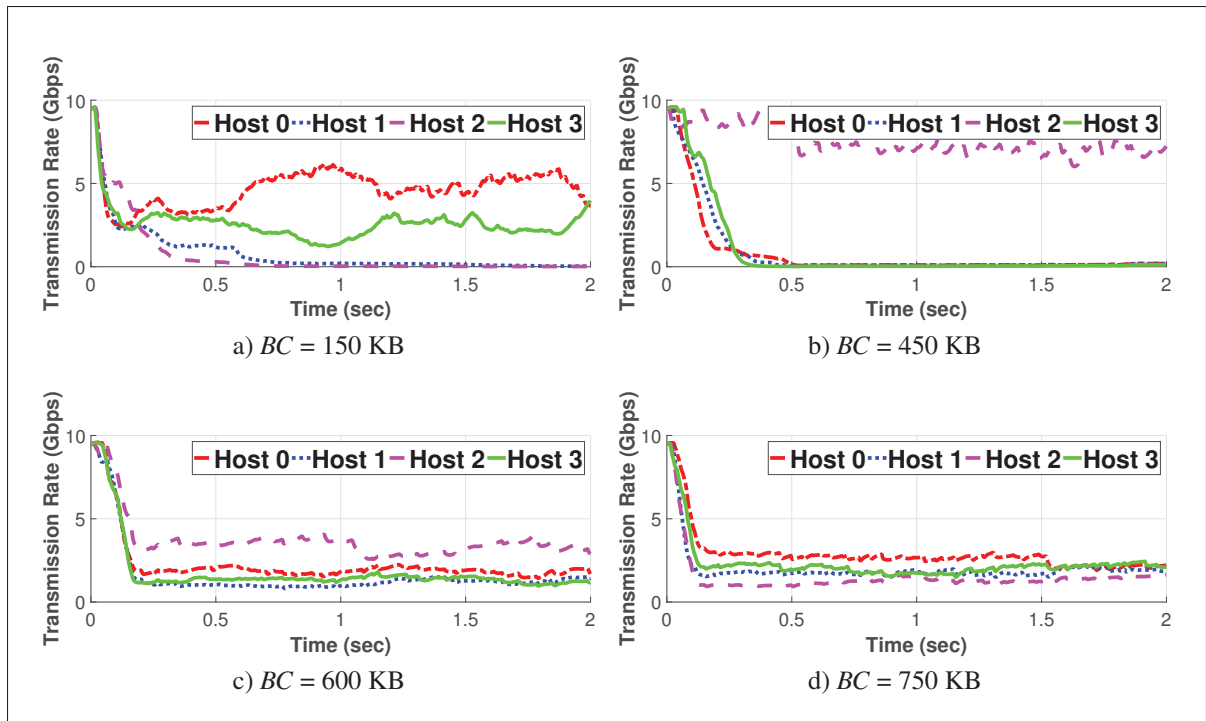 Transmission Rate (Gbps)
10
5
0
Host 0 Host 1 Host 2 Host 3
0 0.5 1 1.5 2
Time (sec)
a) BC = 150 KB
Transmission Rate (Gbps)
10
5
0
Host 0 Host 1 Host 2 Host 3
0 0.5 1 1.5 2
Time (sec)
b) BC = 450 KB
Transmission Rate (Gbps)
10
5
0
Host 0 Host 1 Host 2 Host 3
0 0.5 1 1.5 2
Time (sec)
c) BC = 600 KB
Transmission Rate (Gbps)
10
5
0
Host 0 Host 1 Host 2 Host 3
0 0.5 1 1.5 2
Time (sec)
d) BC = 750 KB